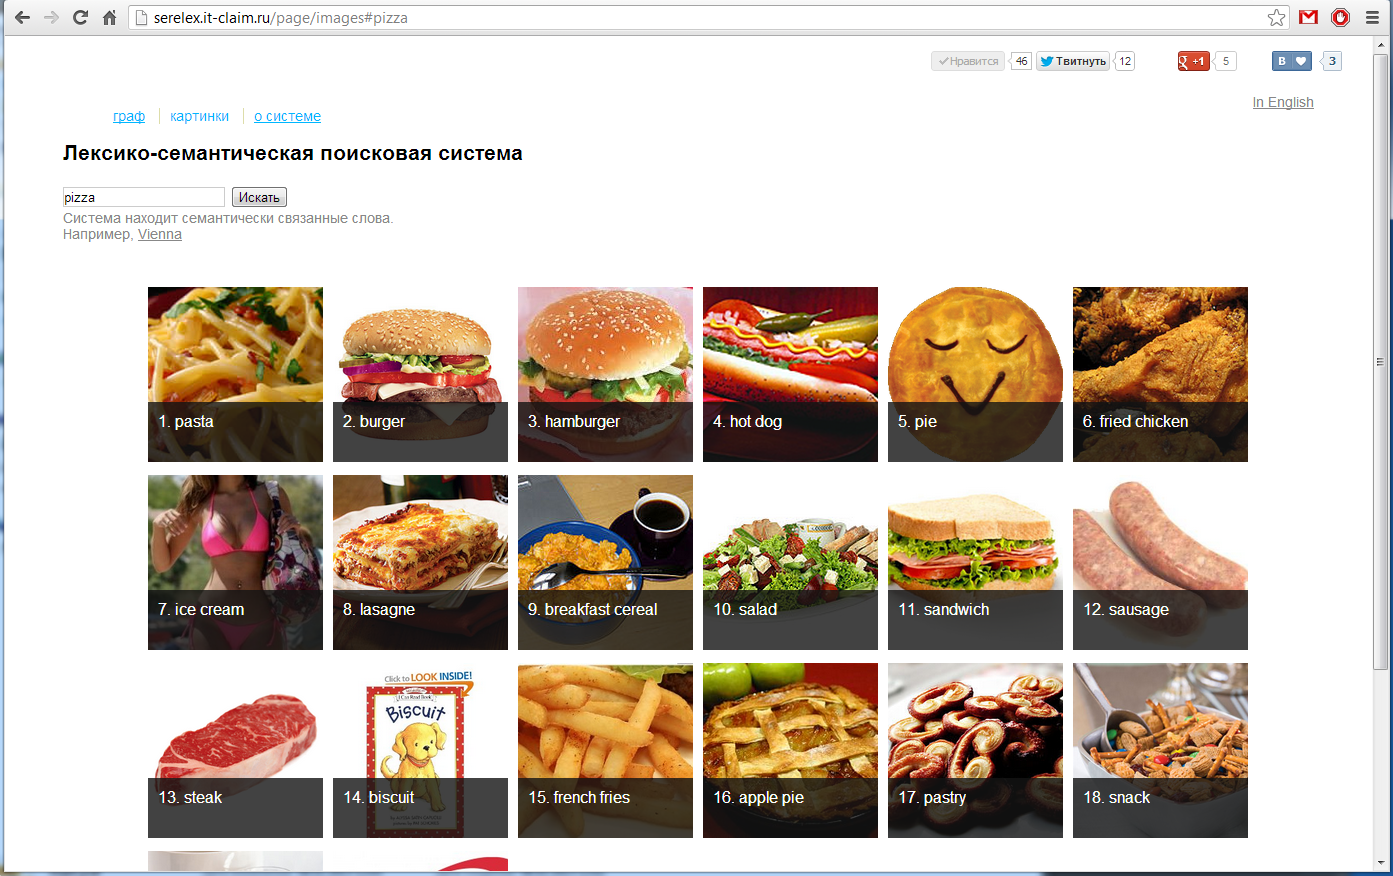 serelex.it-claim.ru/page/images#pizza
Нравится 46 Твитнуть 12 +1 5 В 3
In English
граф картинки о системе
Лексико-семантическая поисковая система
pizza Искать
Система находит семантически связанные слова.
Например, Vienna
1. pasta
2. burger
3. hamburger
4. hot dog
5. pie
6. fried chicken
7. ice cream
8. lasagne
9. breakfast cereal
10. salad
11. sandwich
12. sausage
Click to LOOK INSIDE!
I Can Read Book
Biscuit
13. steak
14. biscuit
15. french fries
16. apple pie
17. pastry
18. snack